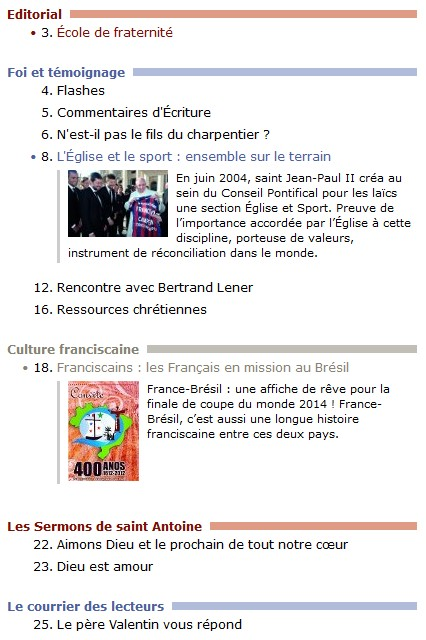 Editorial
• 3. École de fraternité
Foi et témoignage
4. Flashes
5. Commentaires d'Écriture
6. N'est-il pas le fils du charpentier ?
• 8. L'Église et le sport : ensemble sur le terrain
En juin 2004, saint Jean-Paul II créa au
sein du Conseil Pontifical pour les laïcs
une section Église et Sport. Preuve de
l’importance accordée par l’Église à cette
discipline, porteuse de valeurs,
instrument de réconciliation dans le monde.
12. Rencontre avec Bertrand Lener
16. Ressources chrétiennes
Culture franciscaine
• 18. Franciscains : les Français en mission au Brésil
Convite
400 ANOS
1612-2012
France-Brésil : une affiche de rêve pour la
finale de coupe du monde 2014 ! France-
Brésil, c’est aussi une longue histoire
franciscaine entre ces deux pays.
Les Sermons de saint Antoine
22. Aimons Dieu et le prochain de tout notre cœur
23. Dieu est amour
Le courrier des lecteurs
25. Le père Valentin vous répond